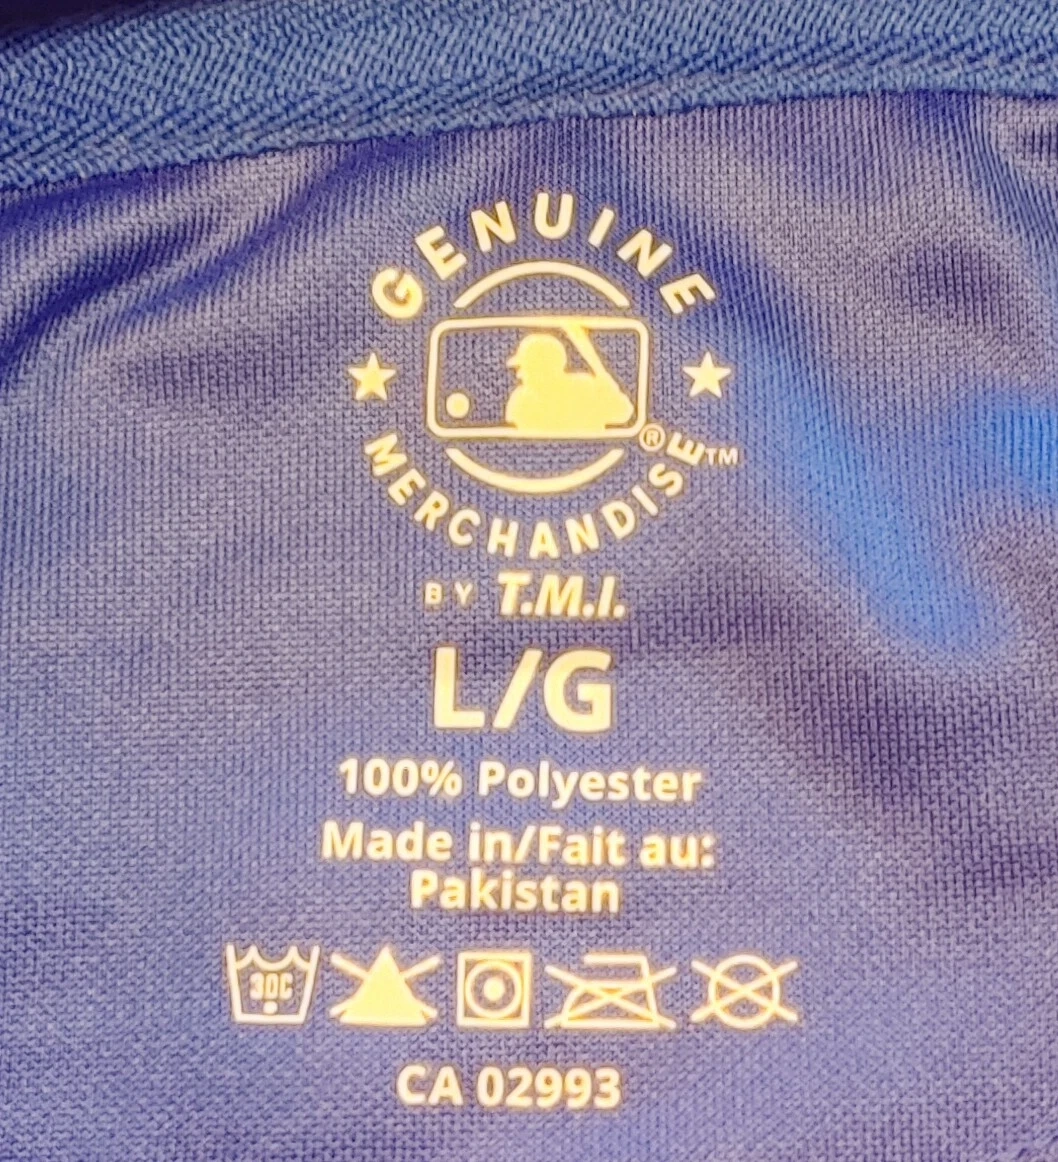 GENUINE
MERCHANDISE
®
™
BY T.M.I.
L/G
100% Polyester
Made in/Fait au:
Pakistan
30C
CA 02993